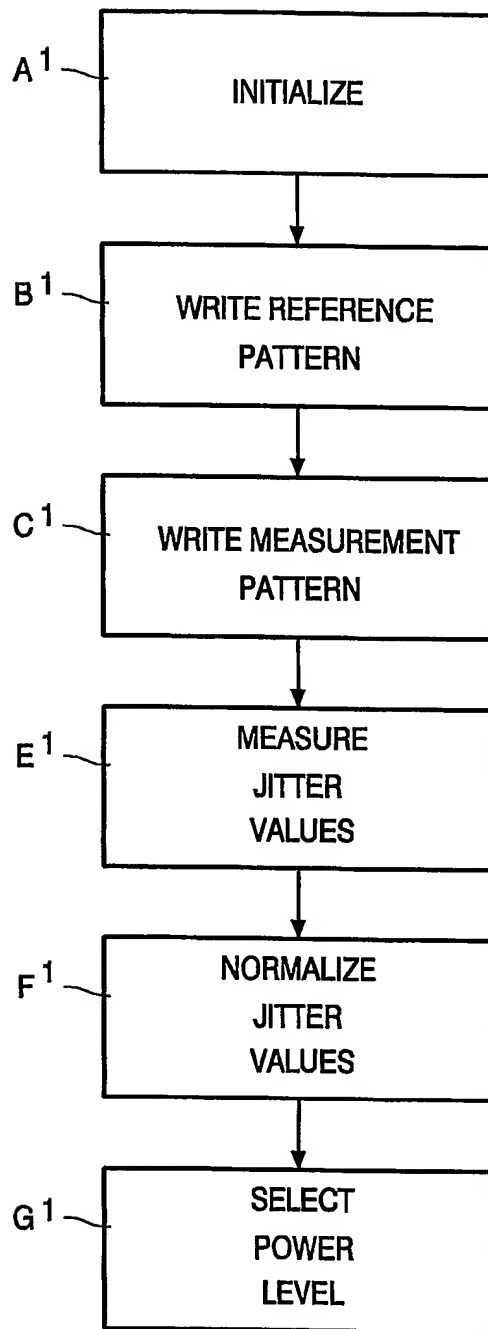 A1
INITIALIZE
B1
WRITE REFERENCE
PATTERN
C1
WRITE MEASUREMENT
PATTERN
E1
MEASURE
JITTER
VALUES
F1
NORMALIZE
JITTER
VALUES
G1
SELECT
POWER
LEVEL